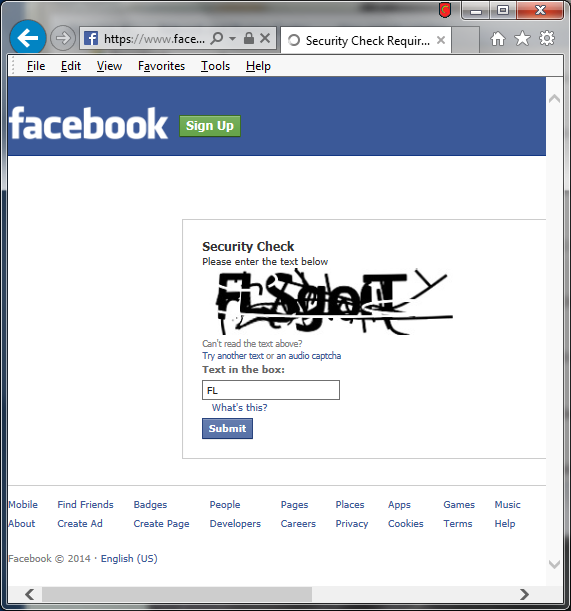 https://www.face...
Security Check Requir...
File Edit View Favorites Tools Help
facebook Sign Up
Security Check
Please enter the text below
Can't read the text above?
Try another text or an audio captcha
Text in the box:
FL
What's this?
Submit
Mobile Find Friends Badges People Pages Places Apps Games Music
About Create Ad Create Page Developers Careers Privacy Cookies Terms Help
Facebook © 2014 · English (US)